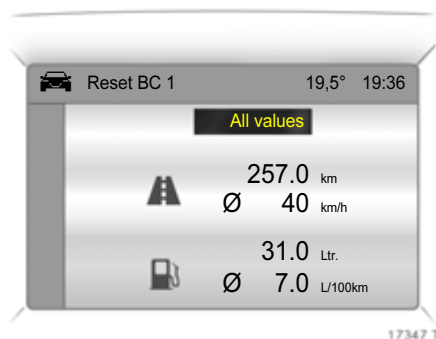 Reset BC 1 19,5° 19:36
All values
257.0 km
Ø 40 km/h
31.0 Ltr.
Ø 7.0 L/100km
17347 T